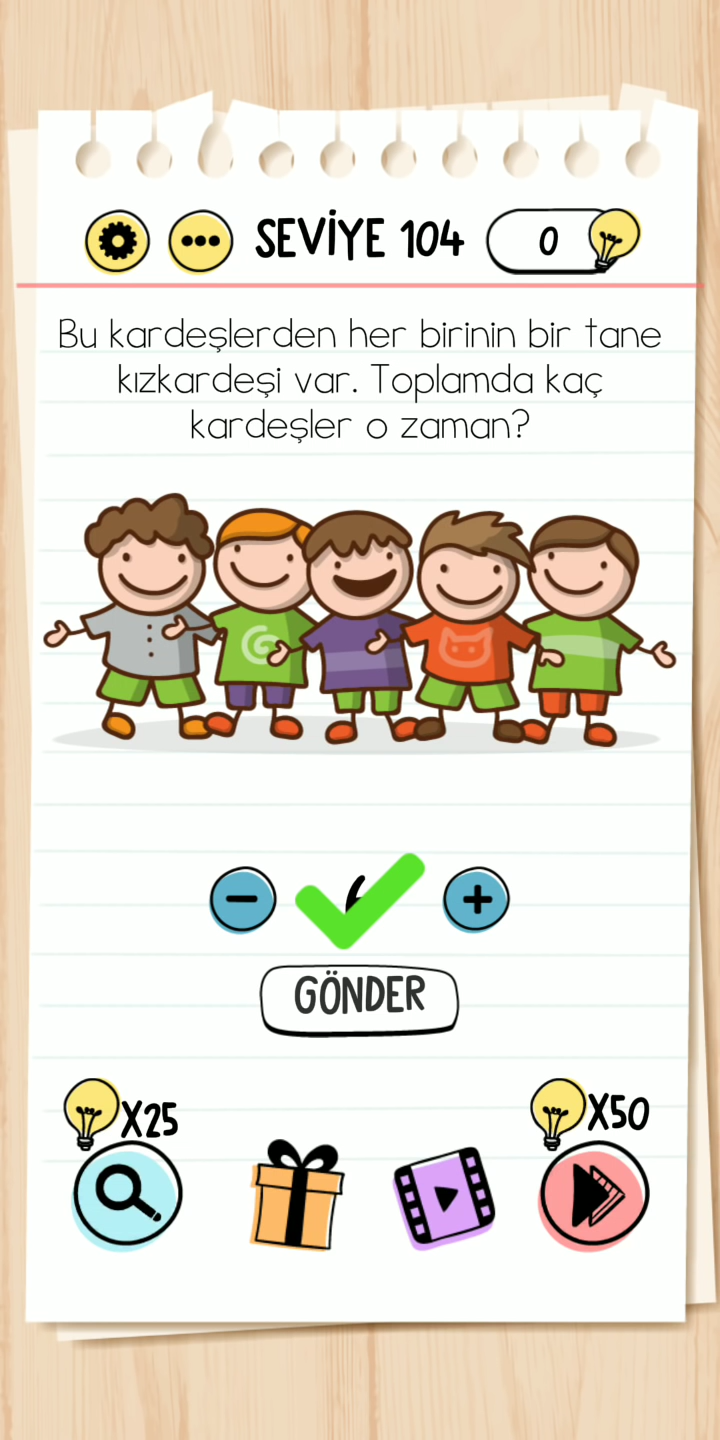 SEVİYE 104
0
Bu kardeşlerden her birinin bir tane
kızkardeşi var. Toplamda kaç
kardeşler o zaman?
GÖNDER
X25
X50